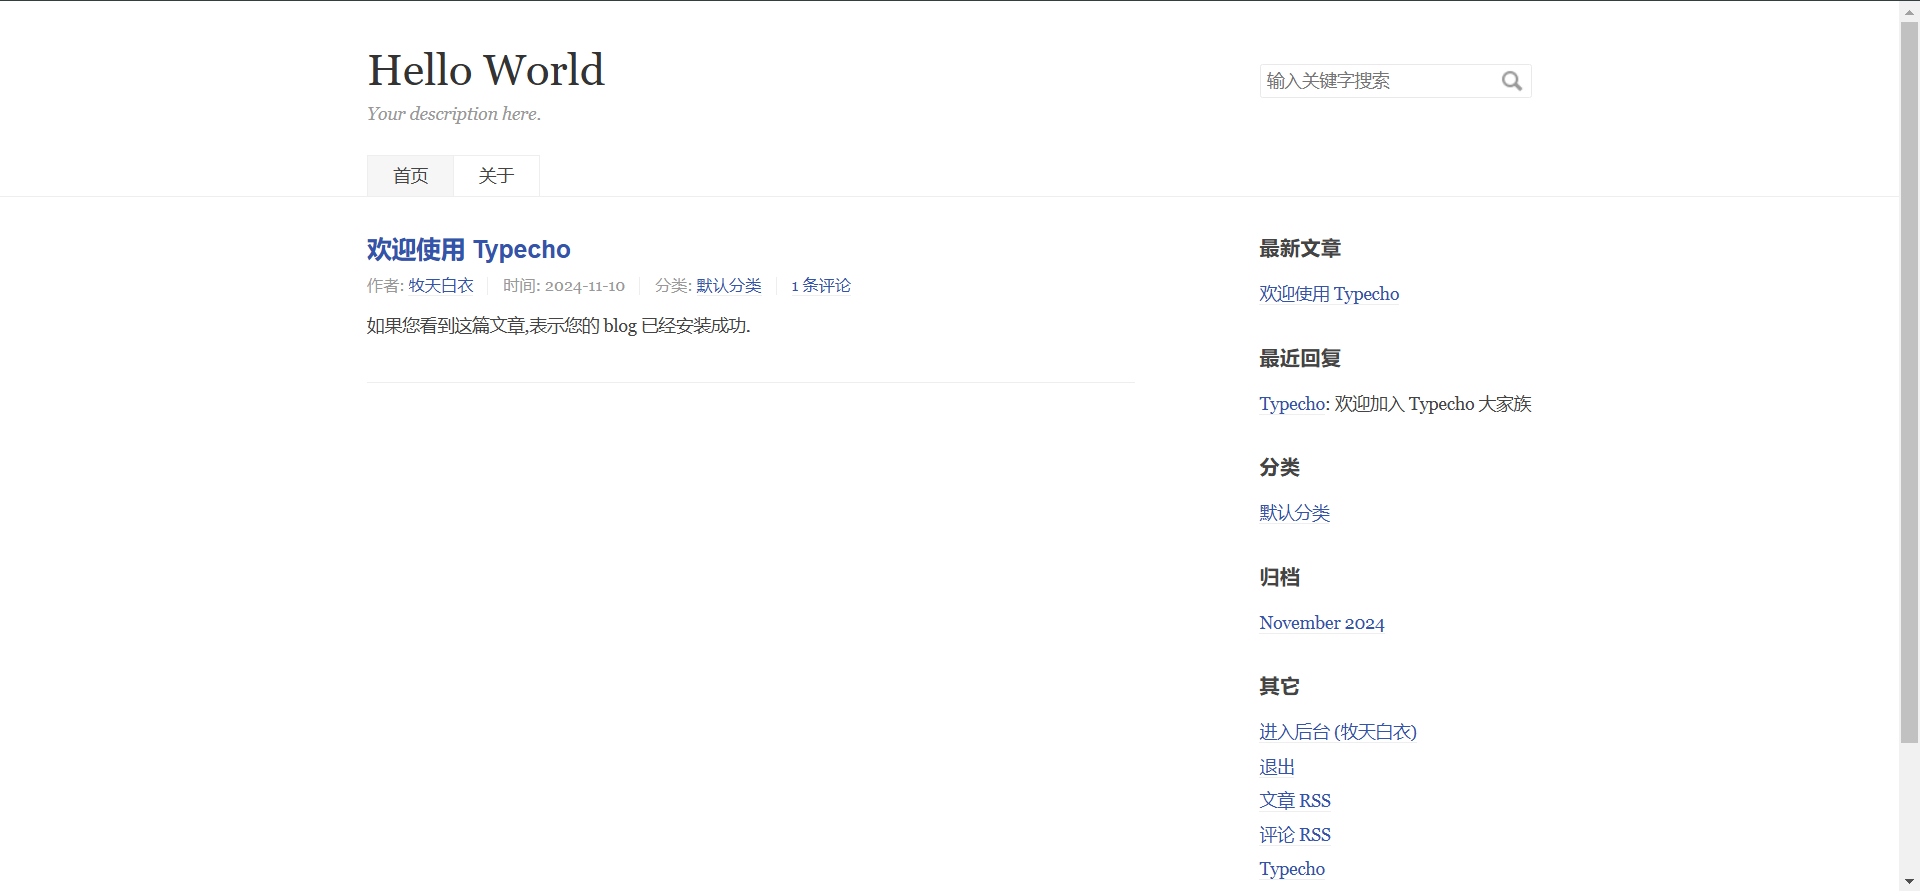 Hello World
Your description here.
输入关键字搜索
首页 关于
欢迎使用 Typecho
作者: 牧天白衣 时间: 2024-11-10 分类: 默认分类 1 条评论
如果您看到这篇文章,表示您的 blog 已经安装成功.
最新文章
欢迎使用 Typecho
最近回复
Typecho: 欢迎加入 Typecho 大家族
分类
默认分类
归档
November 2024
其它
进入后台 (牧天白衣)
退出
文章 RSS
评论 RSS
Typecho